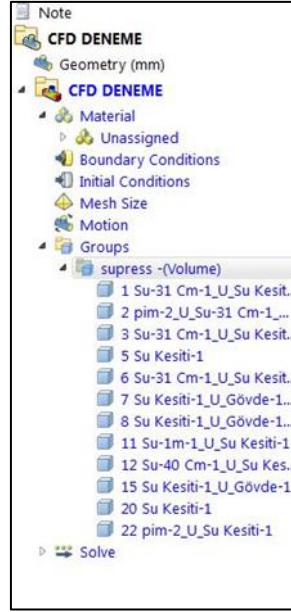 Note
CFD DENEME
Geometry (mm)
CFD DENEME
Material
Unassigned
Boundary Conditions
Initial Conditions
Mesh Size
Motion
Groups
supress -(Volume)
1 Su-31 Cm-1_U_Su Kesit..
2 pim-2_U_Su-31 Cm-1_...
3 Su-31 Cm-1_U_Su Kesit..
5 Su Kesiti-1
6 Su-31 Cm-1_U_Su Kesit..
7 Su Kesiti-1_U_Gövde-1...
8 Su Kesiti-1_U_Gövde-1...
11 Su-1m-1_U_Su Kesiti-1
12 Su-40 Cm-1_U_Su Kes..
15 Su Kesiti-1_U_Gövde-1
20 Su Kesiti-1
22 pim-2_U_Su Kesiti-1
Solve